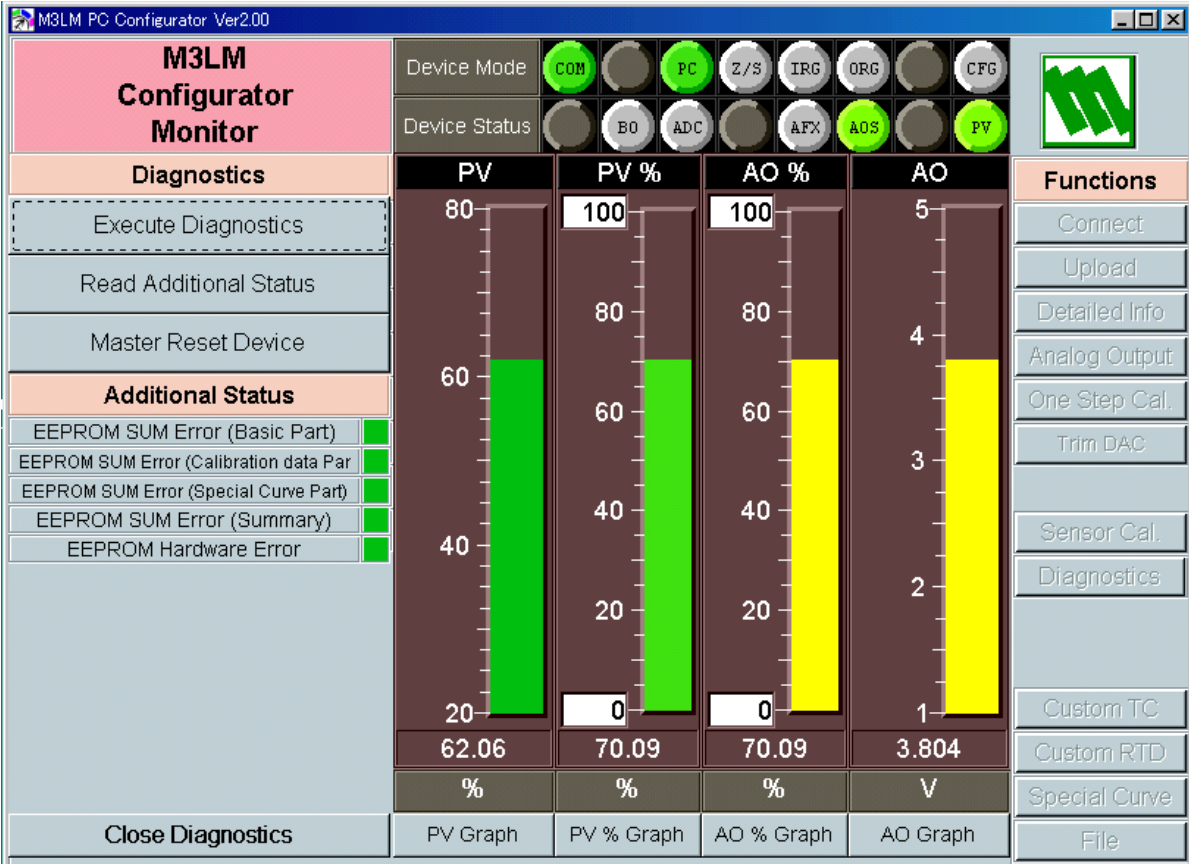 M3LM PC Configurator Ver2.00
M3LM
Configurator
Monitor
Device Mode
COM
PC
Z/S
IRG
ORG
CFG
Device Status
BO
ADC
AFX
AOS
PV
Diagnostics
Execute Diagnostics
Read Additional Status
Master Reset Device
Additional Status
EEPROM SUM Error (Basic Part)
EEPROM SUM Error (Calibration data Par
EEPROM SUM Error (Special Curve Part)
EEPROM SUM Error (Summary)
EEPROM Hardware Error
Close Diagnostics
PV
80
60
40
20
62.06
%
PV Graph
PV %
100
80
60
40
20
0
70.09
%
PV % Graph
AO %
100
80
60
40
20
0
70.09
%
AO % Graph
AO
5
4
3
2
1
3.804
V
AO Graph
Functions
Connect
Upload
Detailed Info
Analog Output
One Step Cal.
Trim DAC
Sensor Cal.
Diagnostics
Custom TC
Custom RTD
Special Curve
File